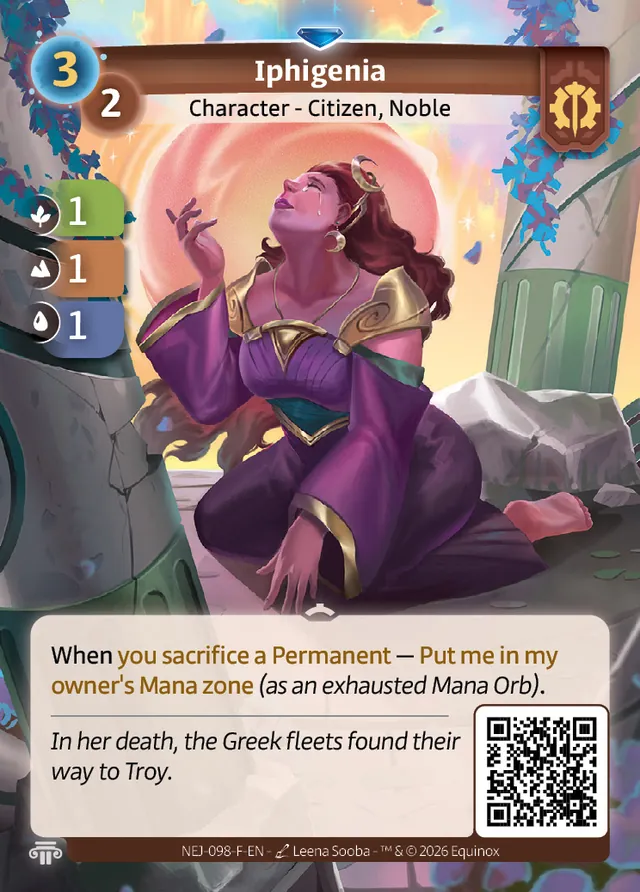 3
2
Iphigenia
Character - Citizen, Noble
1
1
1
When you sacrifice a Permanent — Put me in my
owner's Mana zone (as an exhausted Mana Orb).
In her death, the Greek fleets found their
way to Troy.
NEJ-098-F-EN - Leena Sooba - ™ & © 2026 Equinox